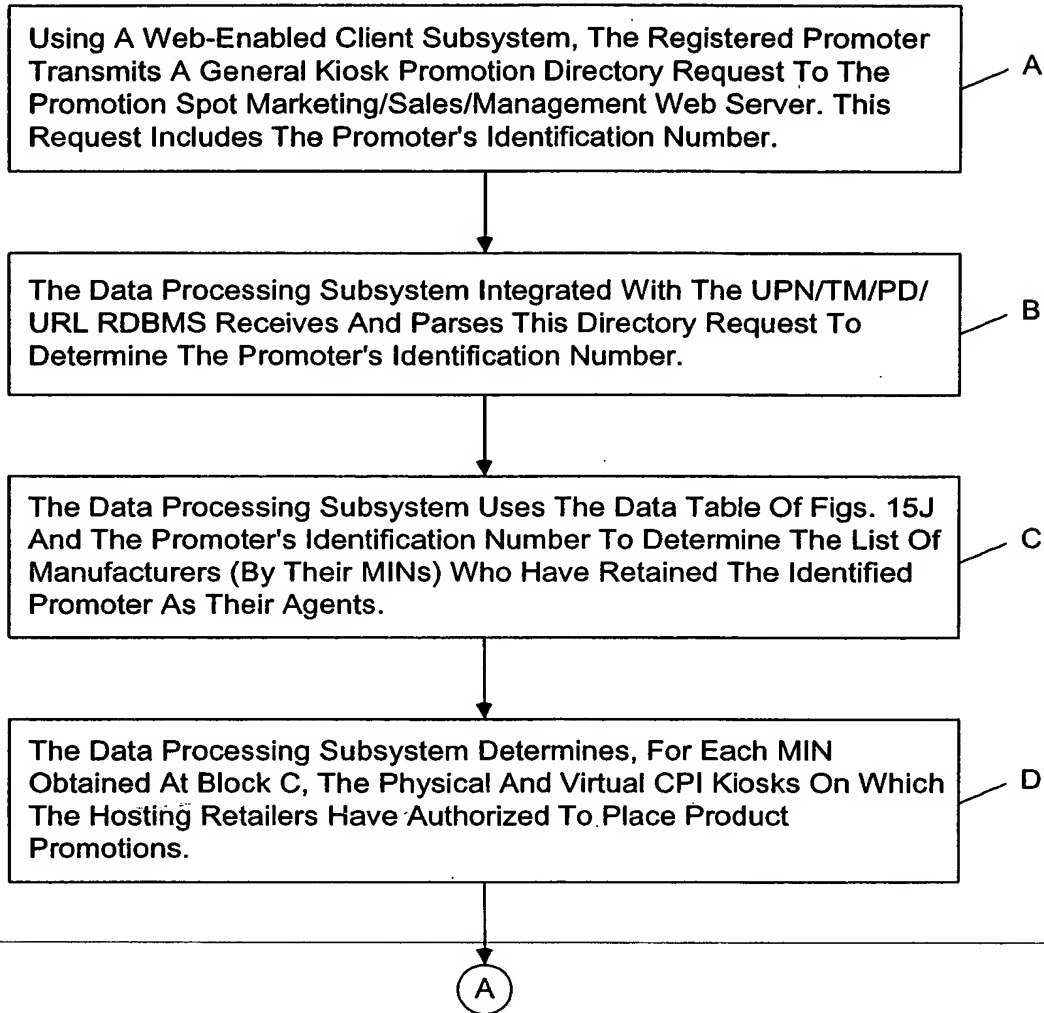 Using A Web-Enabled Client Subsystem, The Registered Promoter
Transmits A General Kiosk Promotion Directory Request To The
Promotion Spot Marketing/Sales/Management Web Server. This
Request Includes The Promoter's Identification Number.
A
The Data Processing Subsystem Integrated With The UPN/TM/PD/
URL RDBMS Receives And Parses This Directory Request To
Determine The Promoter's Identification Number.
B
The Data Processing Subsystem Uses The Data Table Of Figs. 15J
And The Promoter's Identification Number To Determine The List Of
Manufacturers (By Their MINs) Who Have Retained The Identified
Promoter As Their Agents.
C
The Data Processing Subsystem Determines, For Each MIN
Obtained At Block C, The Physical And Virtual CPI Kiosks On Which
The Hosting Retailers Have Authorized To Place Product
Promotions.
D
A